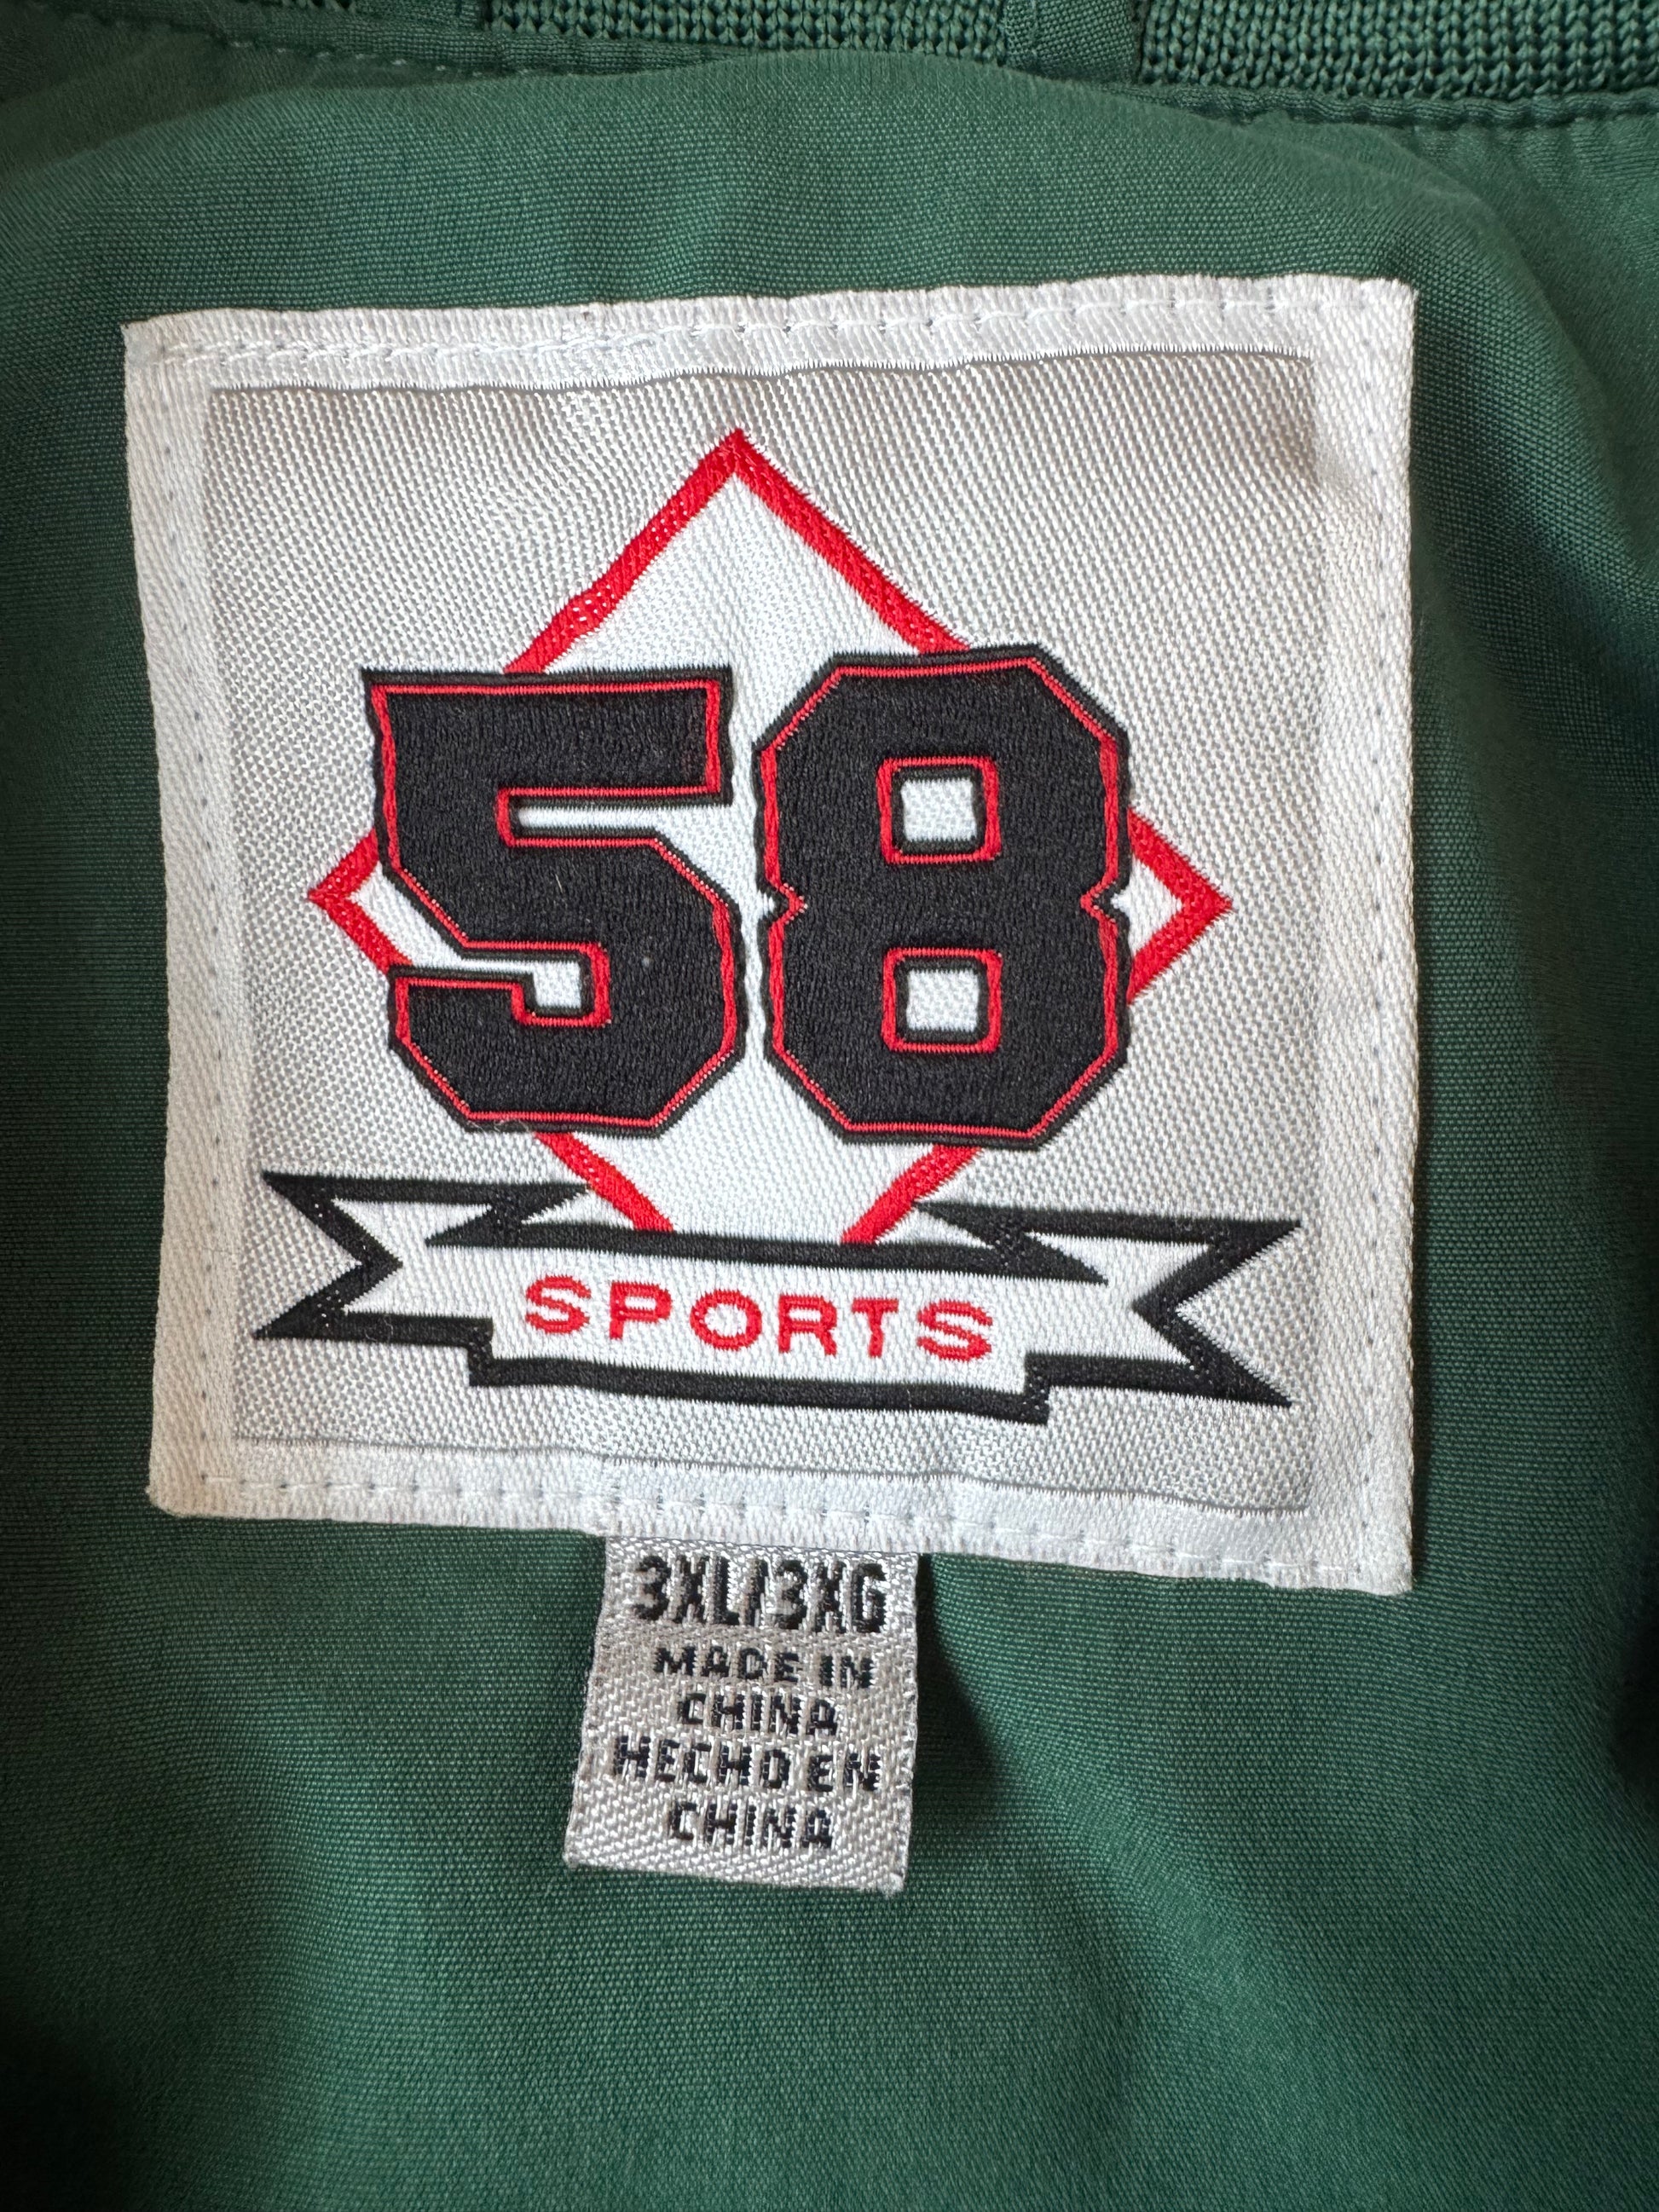 58
SPORTS
3XL/3XG
MADE IN
CHINA
HECHO EN
CHINA